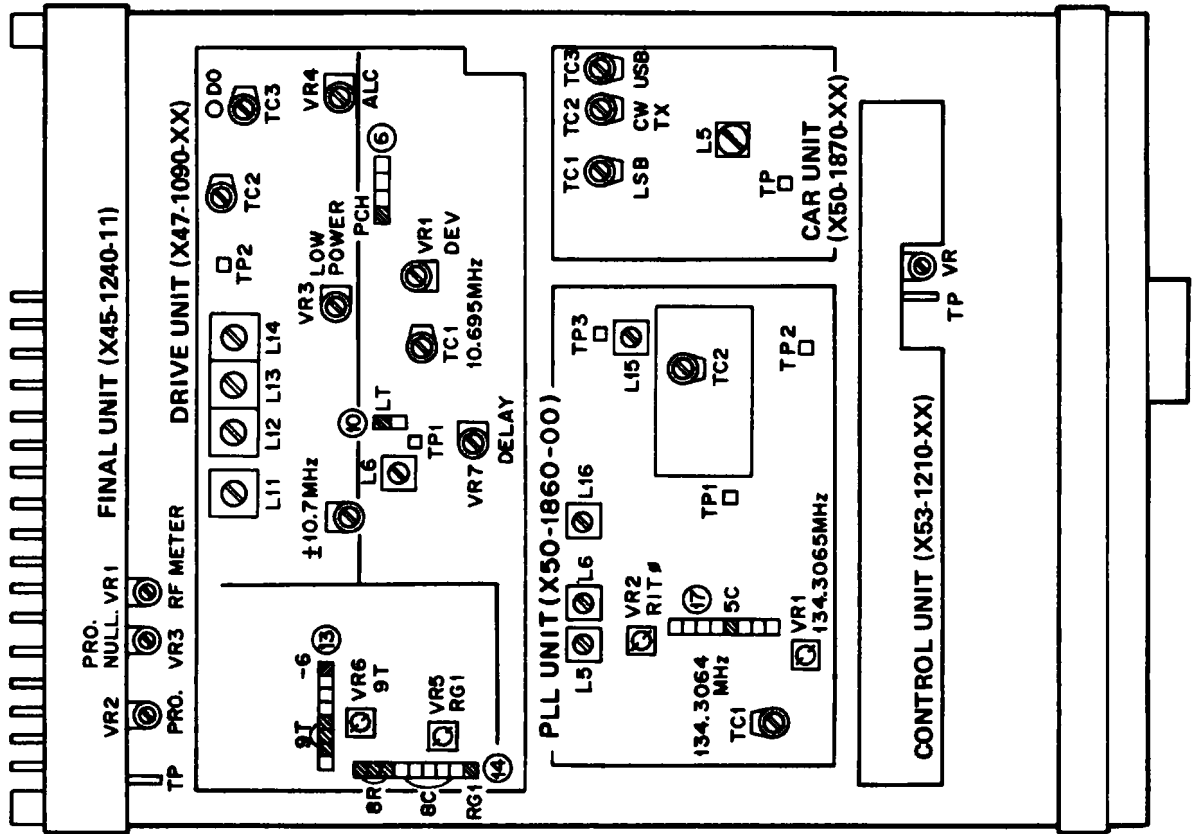 FINAL UNIT (X45-1240-11)
TP
VR2
PRO.
PRO.
NULL.
VR3
VR1
RF METER
DRIVE UNIT (X47-1090-XX)
L11
L12
L13
L14
TP2
TC2
DO
TC3
±10.7MHz
VR3 LOW
POWER
VR4
ALC
9T
-6
13
VR6
9T
VR5
RG1
8R
8C
RG1
14
10
LT
L6
TP1
VR7
DELAY
TC1
10.695MHz
VR1
DEV
PCH
6
PLL UNIT (X50-1860-00)
L5
L6
L16
TP3
L15
VR2
RIT ø
17
5C
TP1
TC2
TP2
134.3064
MHz
TC1
VR1
134.3065MHz
TC1
LSB
TC2
CW
TX
TC3
USB
L5
TP
CAR UNIT
(X50-1870-XX)
CONTROL UNIT (X53-1210-XX)
TP
VR